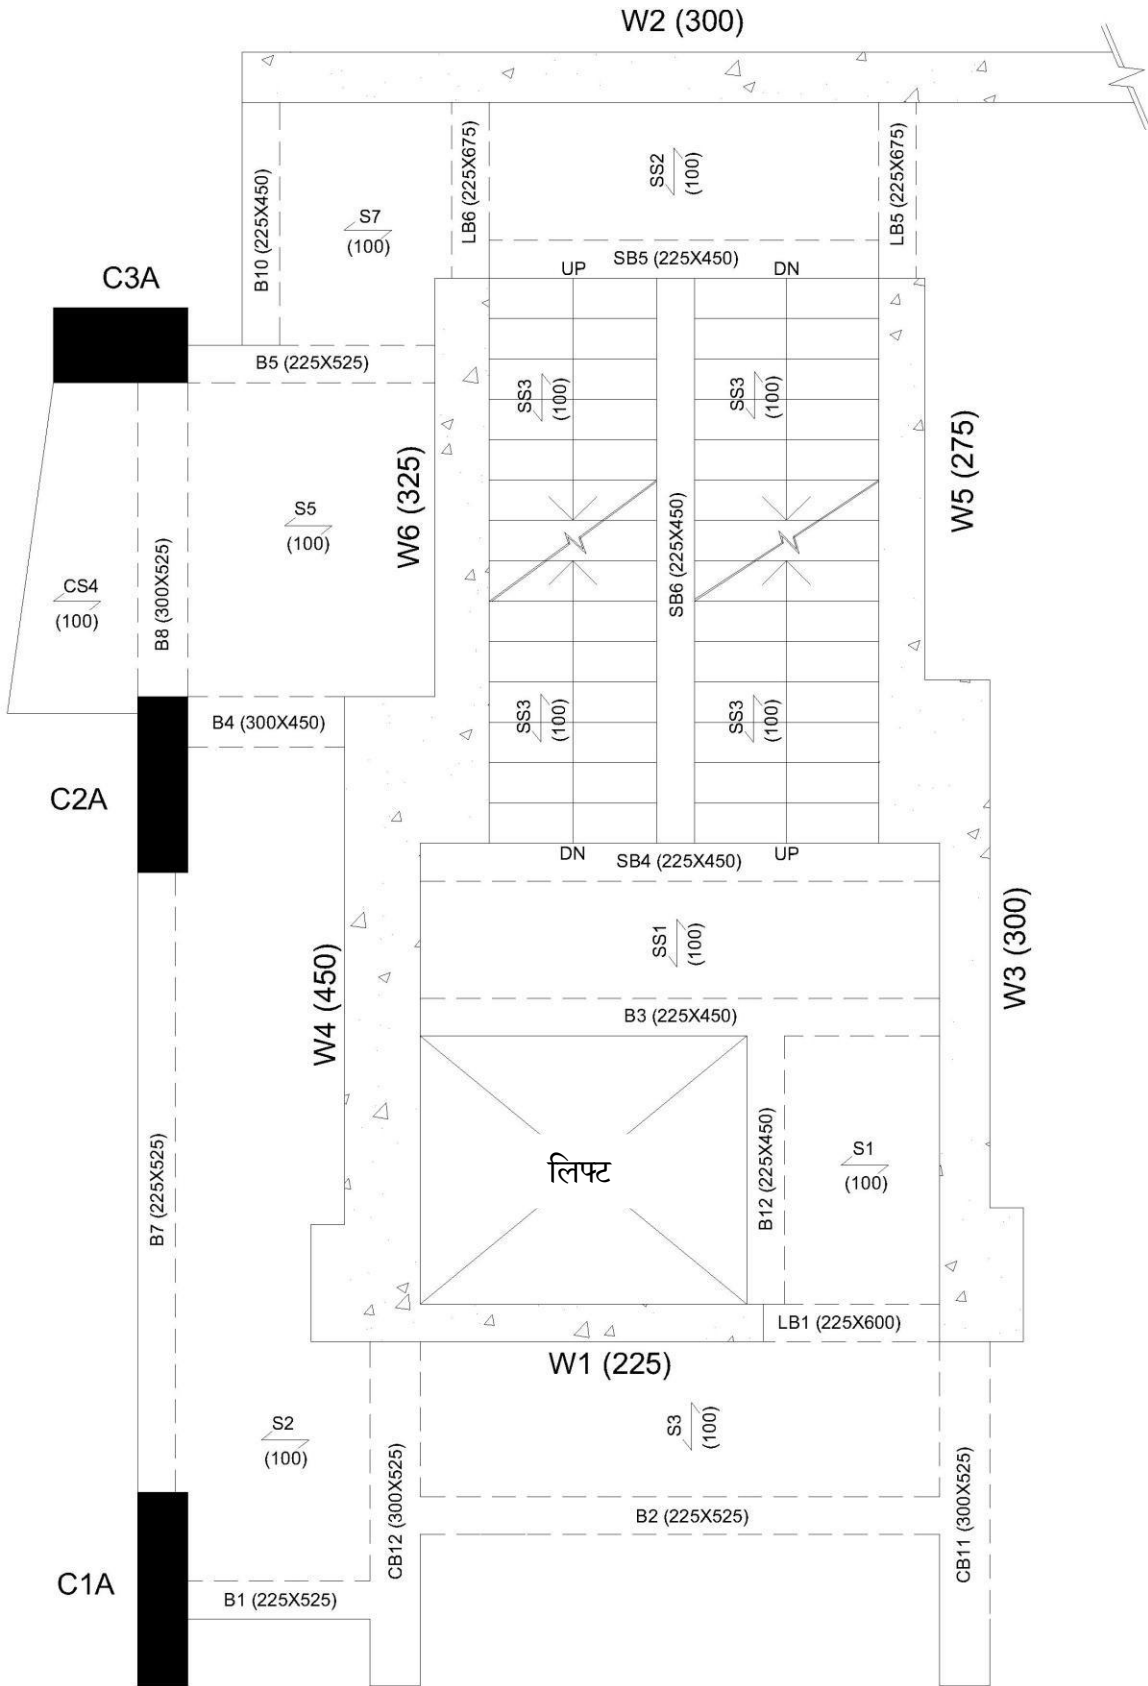 W2 (300)
B10 (225X450)
S7
(100)
LB6 (225X675)
SS2
(100)
LB5 (225X675)
SB5 (225X450)
UP
DN
C3A
B5 (225X525)
SS3
(100)
SS3
(100)
W6 (325)
W5 (275)
S5
(100)
SB6 (225X450)
CS4
(100)
B8 (300X525)
SS3
(100)
SS3
(100)
B4 (300X450)
C2A
DN
UP
SB4 (225X450)
SS1
(100)
W4 (450)
W3 (300)
B3 (225X450)
लिफ्ट
B12 (225X450)
S1
(100)
B7 (225X525)
LB1 (225X600)
W1 (225)
S2
(100)
S3
(100)
CB12 (300X525)
B2 (225X525)
CB11 (300X525)
C1A
B1 (225X525)